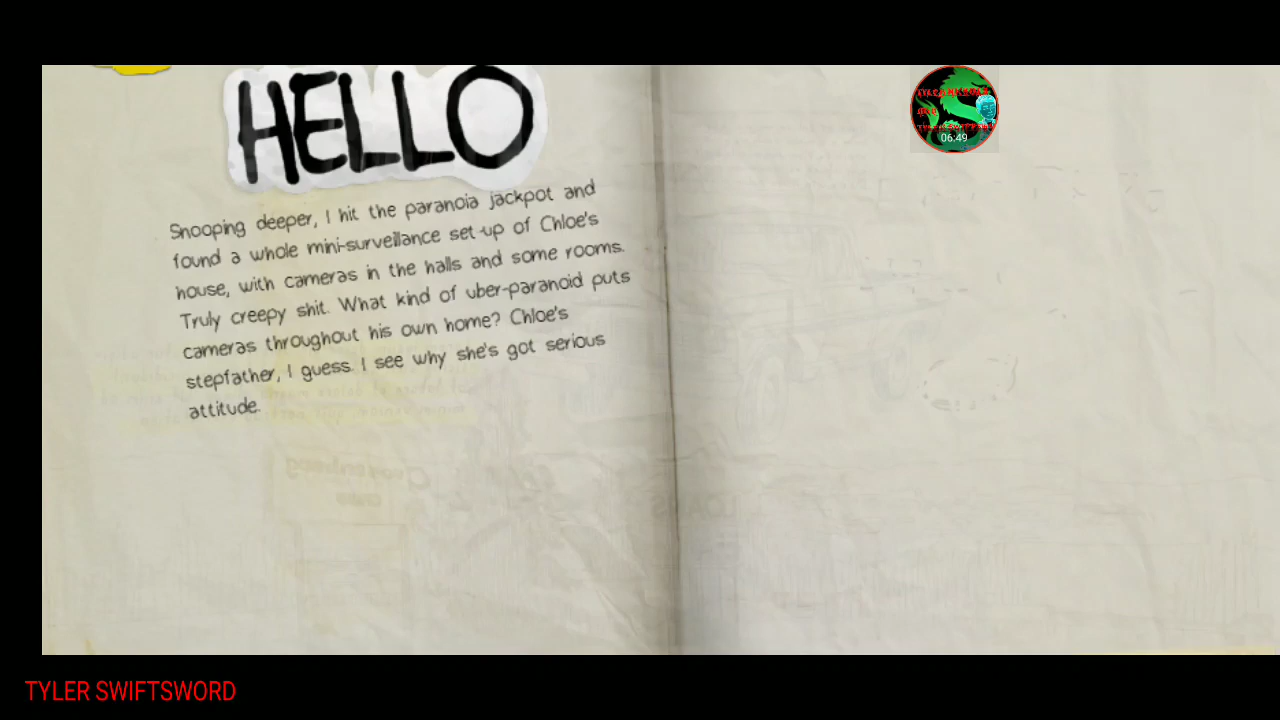 HELLO
Snooping deeper, I hit the paranoia jackpot and
found a whole mini-surveillance set-up of Chloe's
house, with cameras in the halls and some rooms.
Truly creepy shit. What kind of uber-paranoid puts
cameras throughout his own home? Chloe's
stepfather, I guess. I see why she's got serious
attitude.
06:49
TYLER SWIFTSWORD